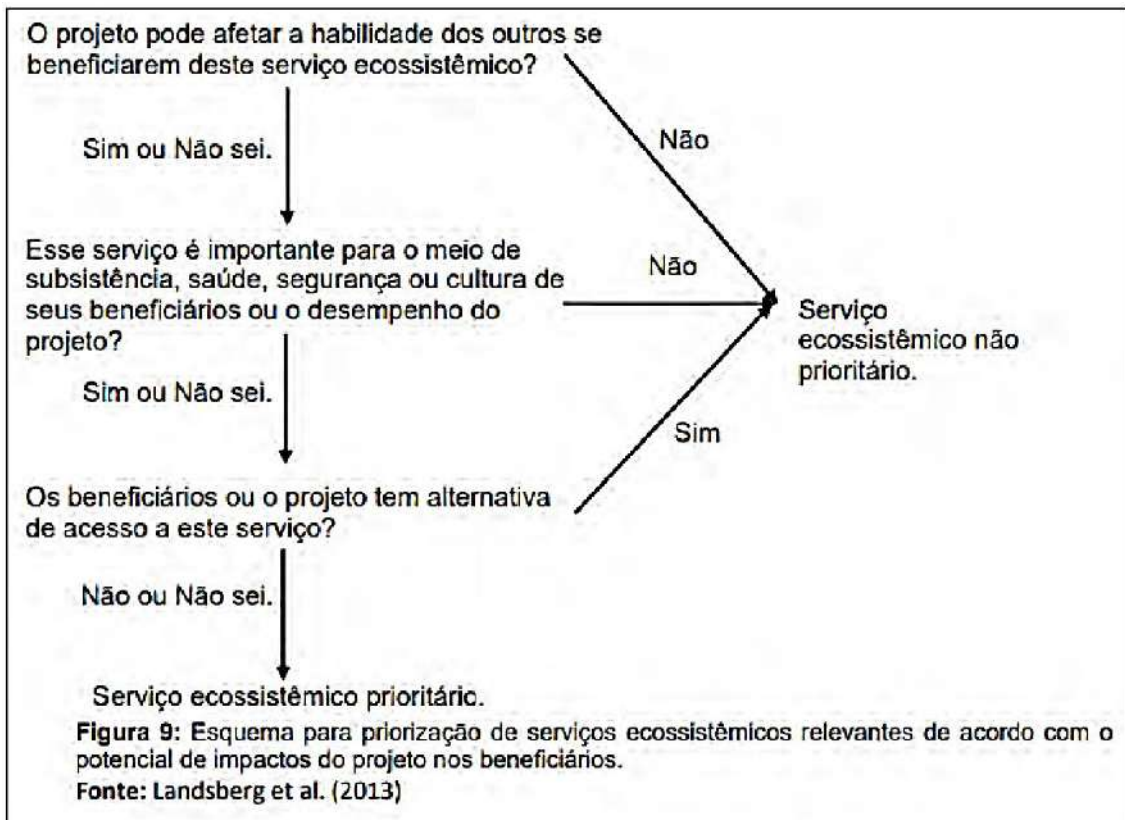 O projeto pode afetar a habilidade dos outros se
beneficiarem deste serviço ecossistêmico?
Não
Sim ou Não sei.
Esse serviço é importante para o meio de
subsistência, saúde, segurança ou cultura de
seus beneficiários ou o desempenho do
projeto?
Não
Serviço
ecossistêmico não
prioritário.
Sim ou Não sei.
Sim
Os beneficiários ou o projeto tem alternativa
de acesso a este serviço?
Não ou Não sei.
Serviço ecossistêmico prioritário.
Figura 9: Esquema para priorização de serviços ecossistêmicos relevantes de acordo com o
potencial de impactos do projeto nos beneficiários.
Fonte: Landsberg et al. (2013)